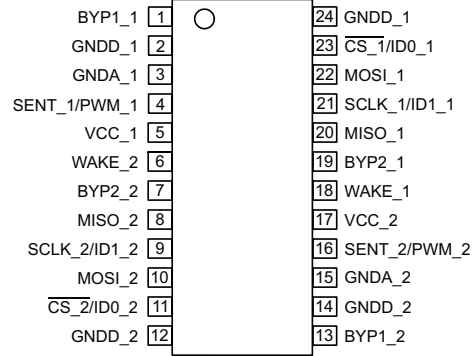 BYP1_1 1 24 GNDD_1
GNDD_1 2 23 CS_1/ID0_1
GNDA_1 3 22 MOSI_1
SENT_1/PWM_1 4 21 SCLK_1/ID1_1
VCC_1 5 20 MISO_1
WAKE_2 6 19 BYP2_1
BYP2_2 7 18 WAKE_1
MISO_2 8 17 VCC_2
SCLK_2/ID1_2 9 16 SENT_2/PWM_2
MOSI_2 10 15 GNDA_2
CS_2/ID0_2 11 14 GNDD_2
GNDD_2 12 13 BYP1_2